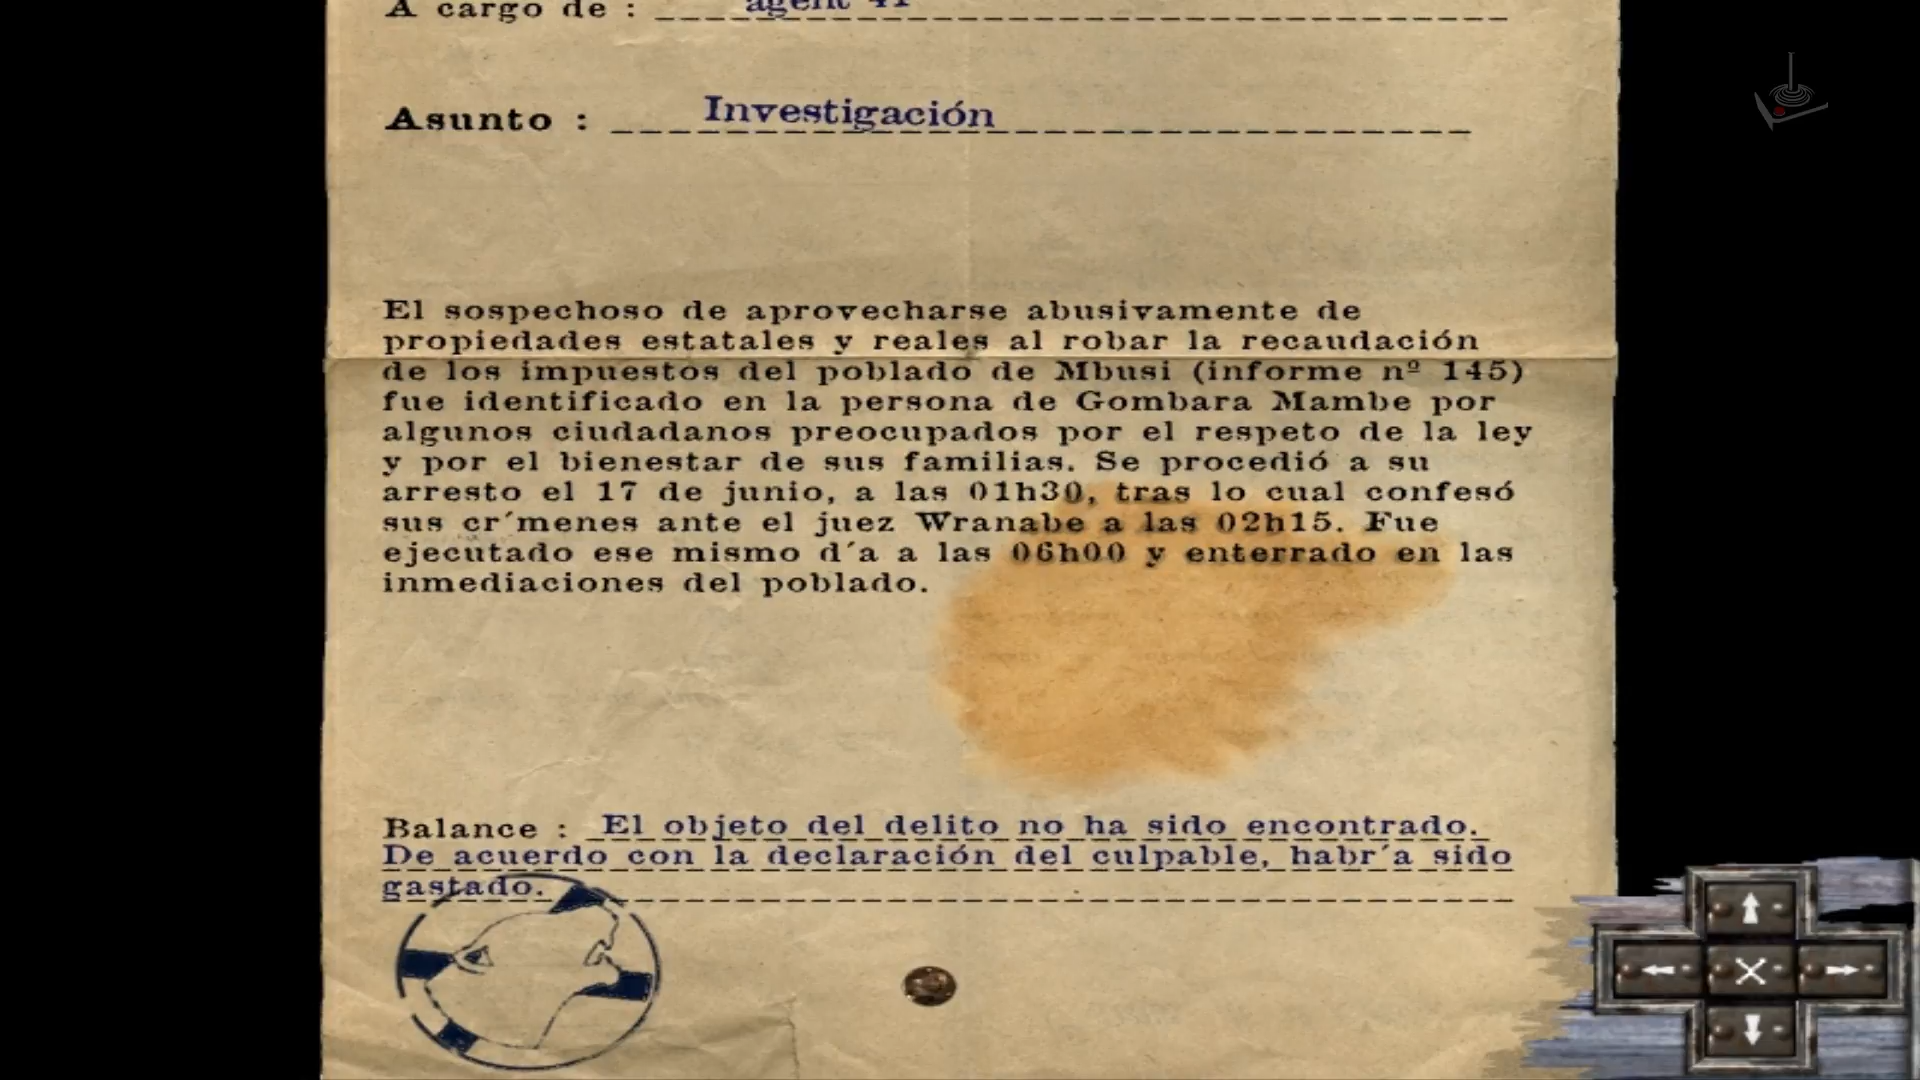 A cargo de : agent 41
Asunto : Investigación
El sospechoso de aprovecharse abusivamente de
propiedades estatales y reales al robar la recaudación
de los impuestos del poblado de Mbusi (informe nº 145)
fue identificado en la persona de Gombara Mambe por
algunos ciudadanos preocupados por el respeto de la ley
y por el bienestar de sus familias. Se procedió a su
arresto el 17 de junio, a las 01h30, tras lo cual confesó
sus cr´menes ante el juez Wranabe a las 02h15. Fue
ejecutado ese mismo d´a a las 06h00 y enterrado en las
inmediaciones del poblado.
Balance : El objeto del delito no ha sido encontrado.
De acuerdo con la declaración del culpable, habr´a sido
gastado.